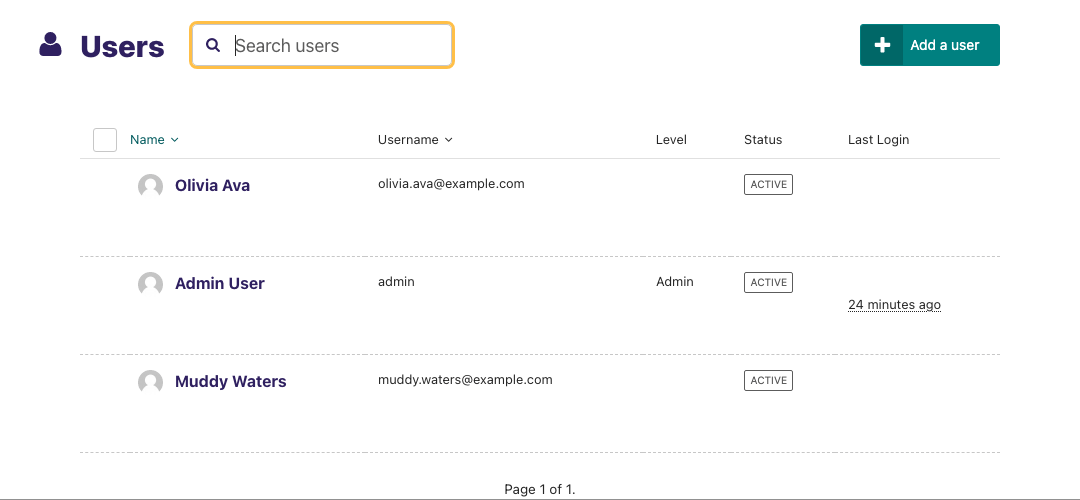 Users
Search users
Add a user
Name Username Level Status Last Login
Olivia Ava olivia.ava@example.com ACTIVE
Admin User admin Admin ACTIVE
24 minutes ago
Muddy Waters muddy.waters@example.com ACTIVE
Page 1 of 1.